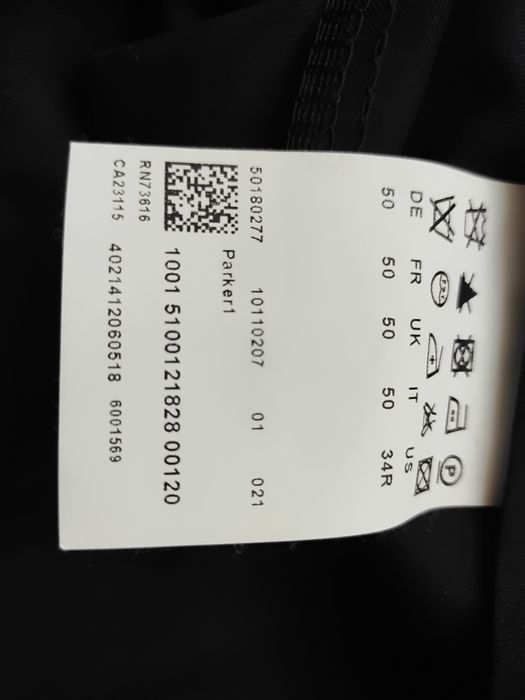 P
DE FR UK IT US
50 50 50 50 34R
50180277 10110207 01 021
Parker1
1001 5100121828 00120
RN73616
CA23115 4021412060518 6001569